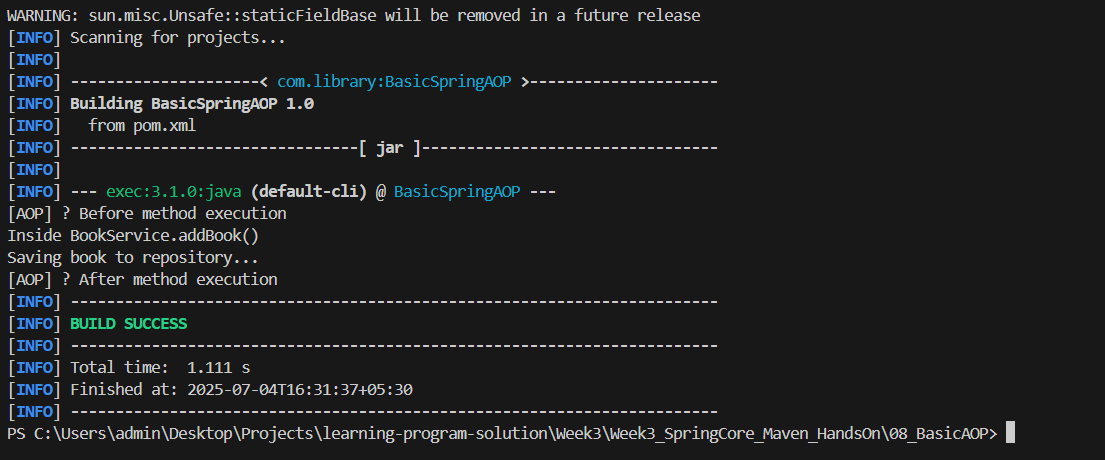 WARNING: sun.misc.Unsafe::staticFieldBase will be removed in a future release
[INFO] Scanning for projects...
[INFO]
[INFO] ---------------------< com.library:BasicSpringAOP >---------------------
[INFO] Building BasicSpringAOP 1.0
[INFO]   from pom.xml
[INFO] --------------------------------[ jar ]---------------------------------
[INFO]
[INFO] --- exec:3.1.0:java (default-cli) @ BasicSpringAOP ---
[AOP] ? Before method execution
Inside BookService.addBook()
Saving book to repository...
[AOP] ? After method execution
[INFO] ------------------------------------------------------------------------
[INFO] BUILD SUCCESS
[INFO] ------------------------------------------------------------------------
[INFO] Total time:  1.111 s
[INFO] Finished at: 2025-07-04T16:31:37+05:30
[INFO] ------------------------------------------------------------------------
PS C:\Users\admin\Desktop\Projects\learning-program-solution\Week3\Week3_SpringCore_Maven_HandsOn\08_BasicAOP>